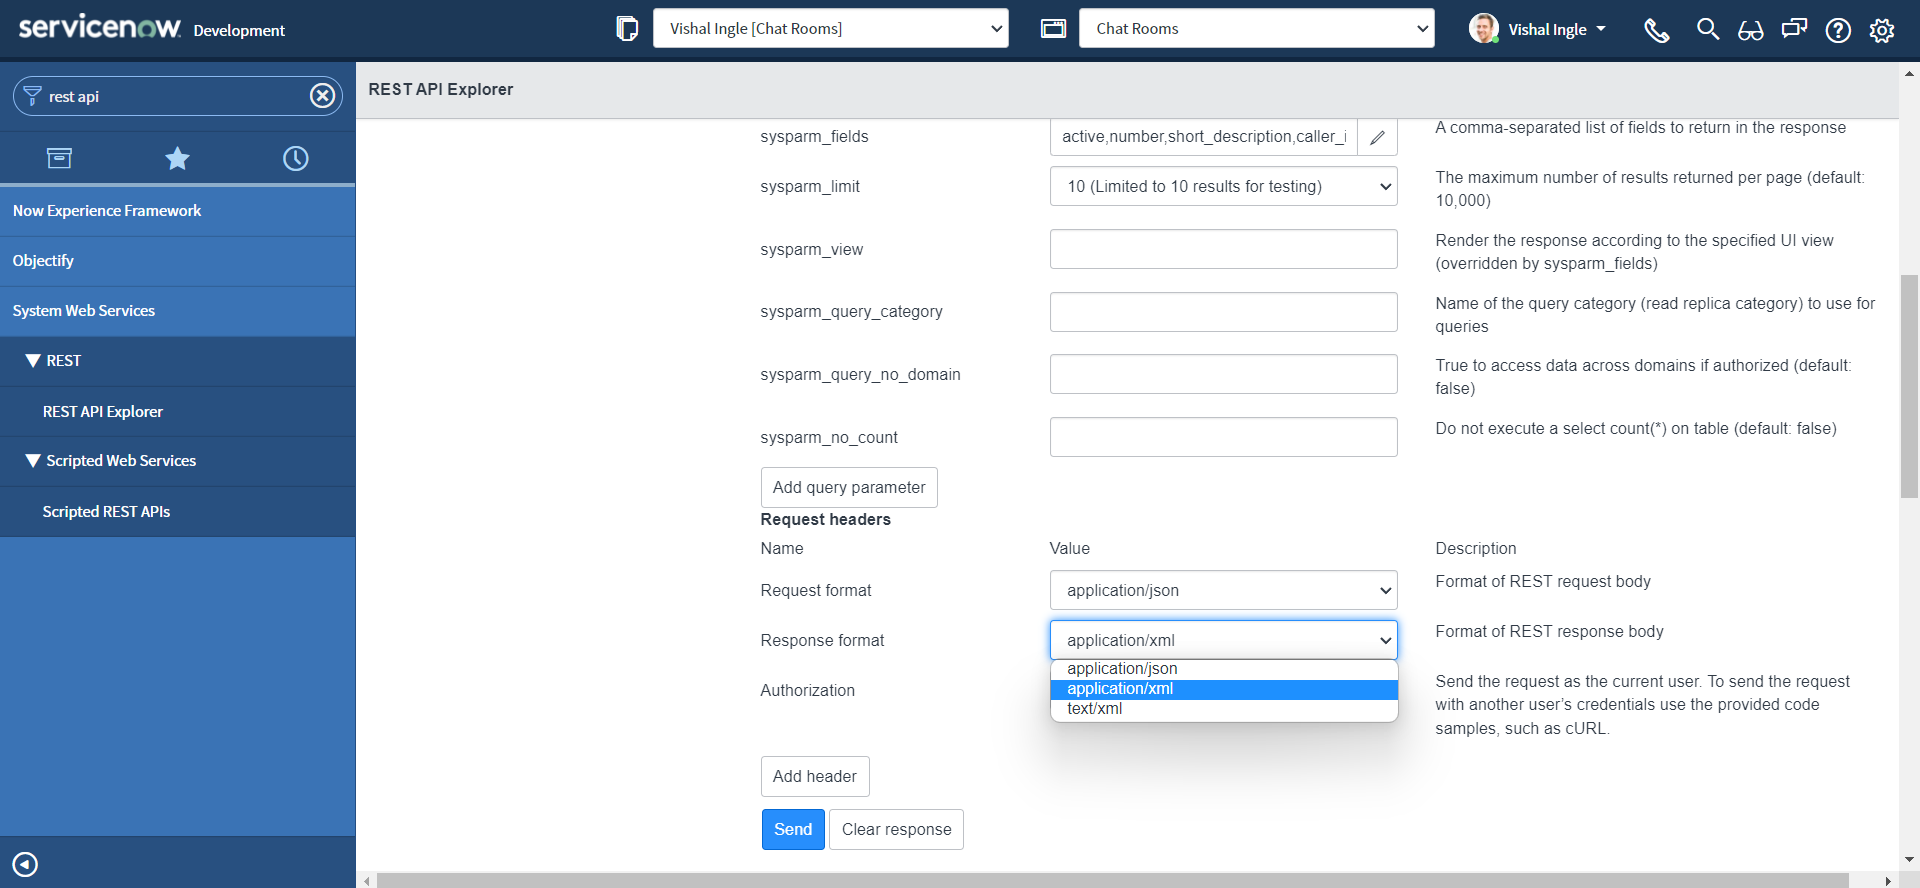 servicenow. Development
Vishal Ingle [Chat Rooms]
Chat Rooms
Vishal Ingle
rest api
Now Experience Framework
Objectify
System Web Services
REST
REST API Explorer
Scripted Web Services
Scripted REST APIs
REST API Explorer
sysparm_fields
active,number,short_description,caller_i
A comma-separated list of fields to return in the response
sysparm_limit
10 (Limited to 10 results for testing)
The maximum number of results returned per page (default:
10,000)
sysparm_view
Render the response according to the specified UI view
(overridden by sysparm_fields)
sysparm_query_category
Name of the query category (read replica category) to use for
queries
sysparm_query_no_domain
True to access data across domains if authorized (default:
false)
sysparm_no_count
Do not execute a select count(*) on table (default: false)
Add query parameter
Request headers
Name
Value
Description
Request format
application/json
Format of REST request body
Response format
application/xml
Format of REST response body
application/json
application/xml
text/xml
Authorization
Send the request as the current user. To send the request
with another user’s credentials use the provided code
samples, such as cURL.
Add header
Send
Clear response